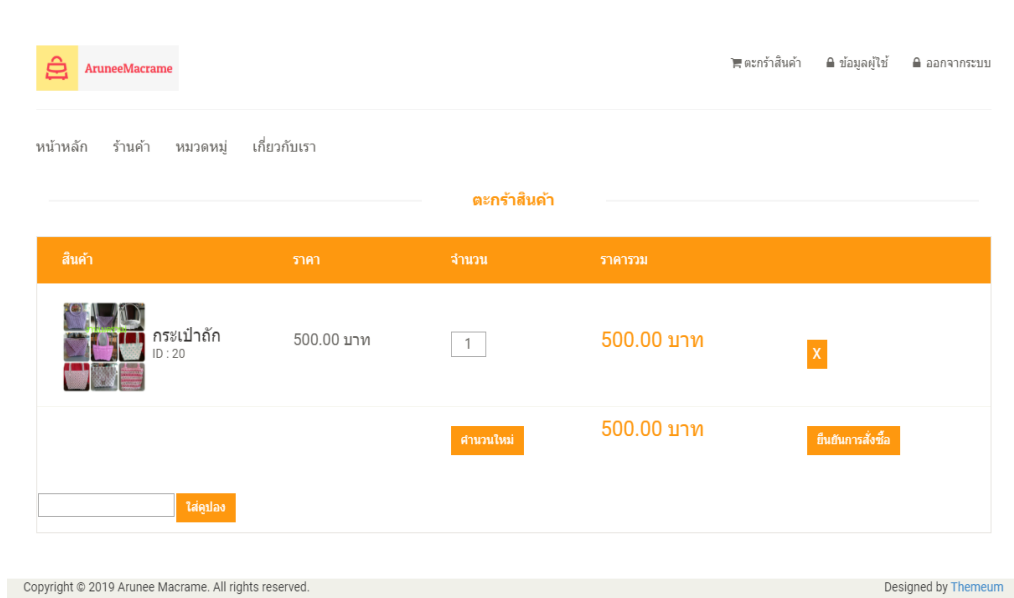 AruneeMacrame
ตะกร้าสินค้า ข้อมูลผู้ใช้ ออกจากระบบ
หน้าหลัก ร้านค้า หมวดหมู่ เกี่ยวกับเรา
ตะกร้าสินค้า
สินค้า ราคา จำนวน ราคารวม
กระเป๋าถัก 500.00 บาท 1 500.00 บาท X
ID : 20
คำนวนใหม่ 500.00 บาท ยืนยันการสั่งซื้อ
ใส่คูปอง
Copyright © 2019 Arunee Macrame. All rights reserved. Designed by Themeum